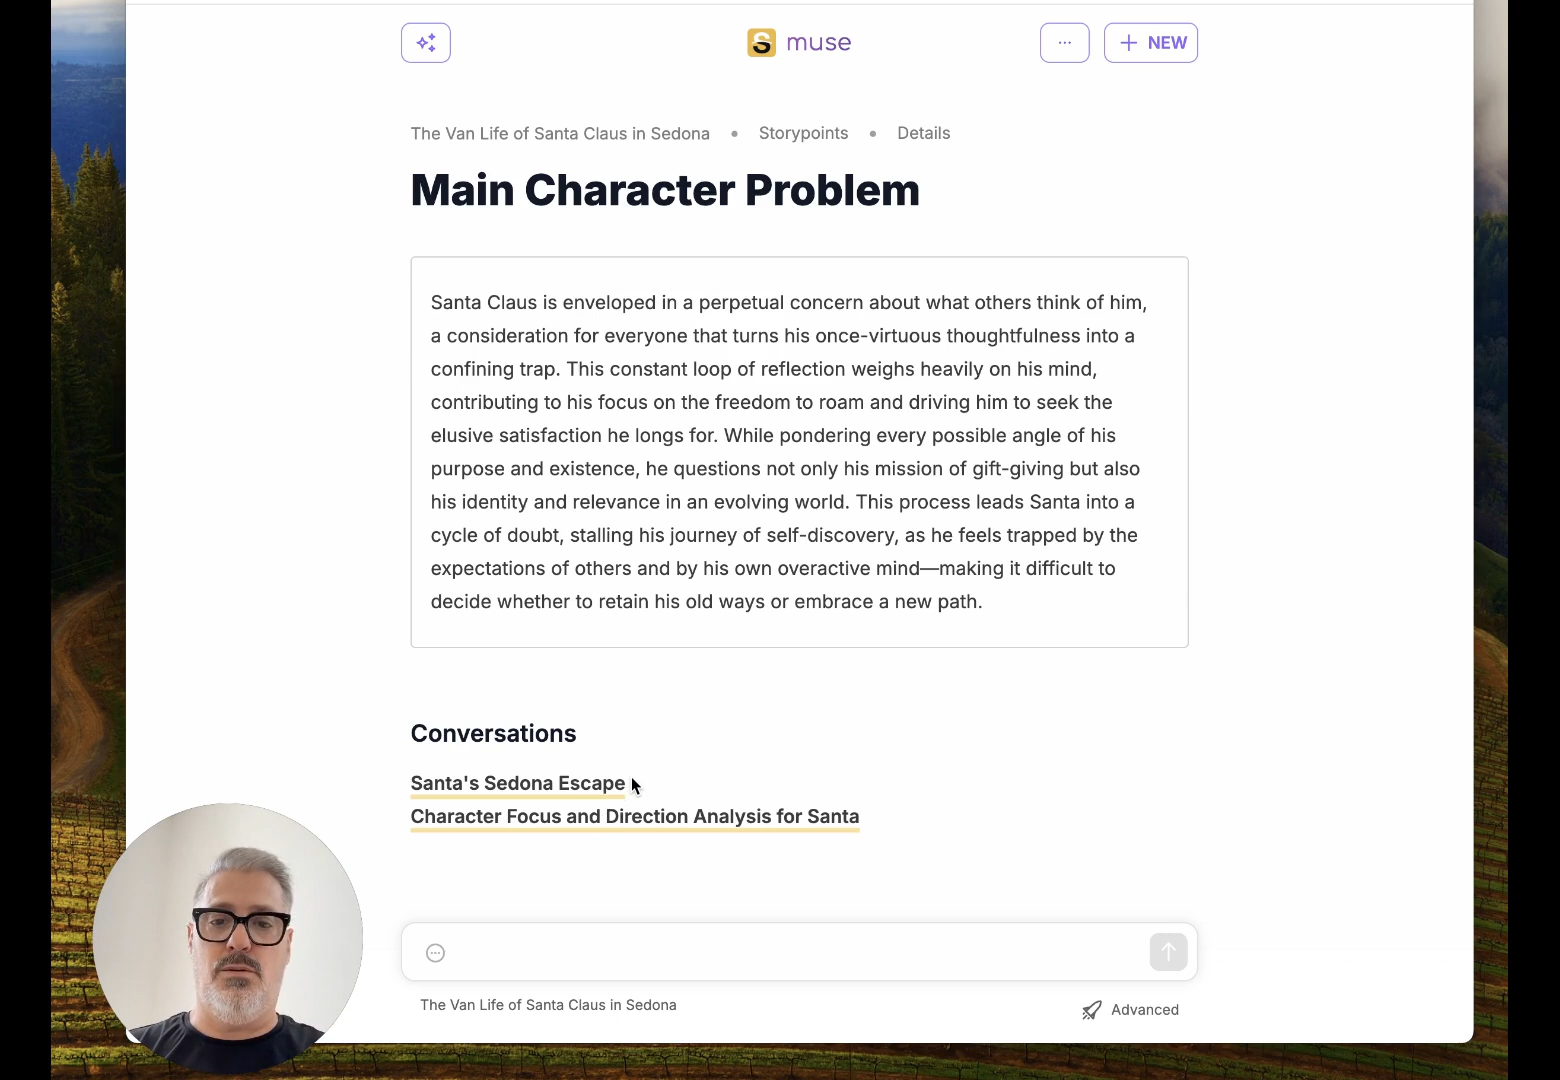 S muse
... + NEW
The Van Life of Santa Claus in Sedona • Storypoints • Details
Main Character Problem
Santa Claus is enveloped in a perpetual concern about what others think of him,
a consideration for everyone that turns his once-virtuous thoughtfulness into a
confining trap. This constant loop of reflection weighs heavily on his mind,
contributing to his focus on the freedom to roam and driving him to seek the
elusive satisfaction he longs for. While pondering every possible angle of his
purpose and existence, he questions not only his mission of gift-giving but also
his identity and relevance in an evolving world. This process leads Santa into a
cycle of doubt, stalling his journey of self-discovery, as he feels trapped by the
expectations of others and by his own overactive mind—making it difficult to
decide whether to retain his old ways or embrace a new path.
Conversations
Santa's Sedona Escape
Character Focus and Direction Analysis for Santa
The Van Life of Santa Claus in Sedona
Advanced